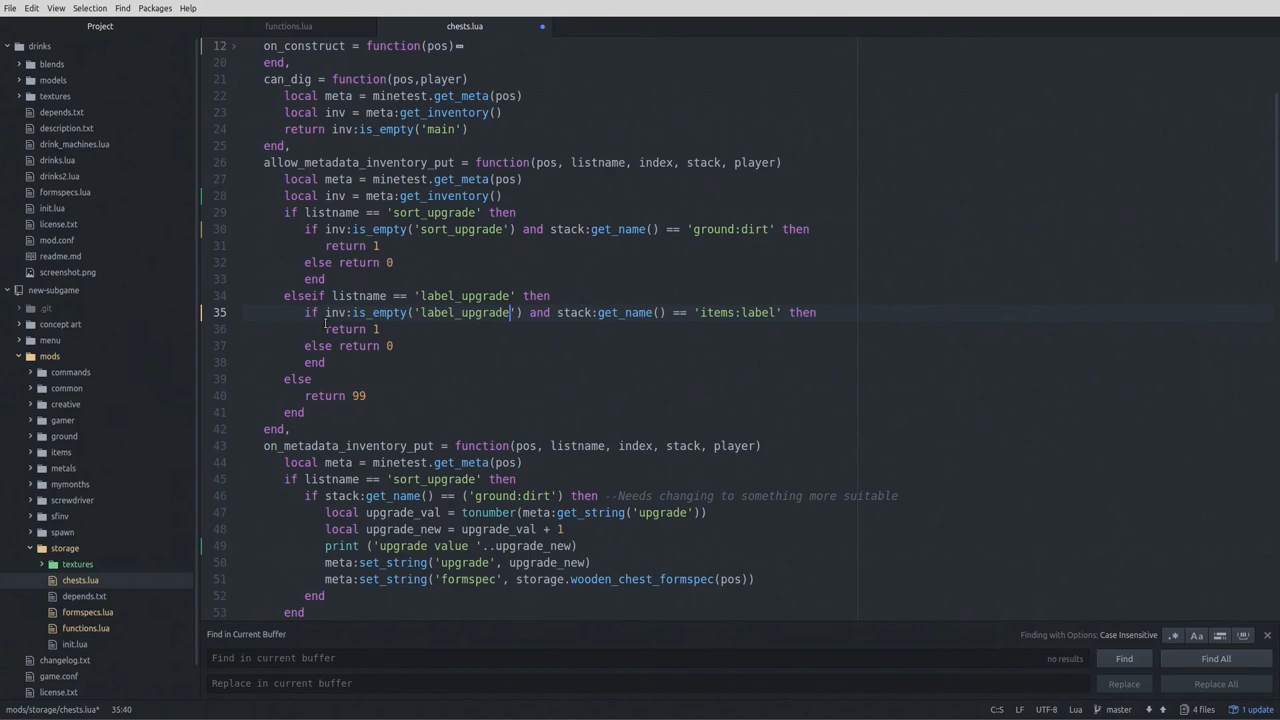 File Edit View Selection Find Packages Help
Project
functions.lua
chests.lua
drinks
blends
models
textures
depends.txt
description.txt
drink_machines.lua
drinks.lua
drinks2.lua
formspecs.lua
init.lua
license.txt
mod.conf
readme.md
screenshot.png
new-subgame
.git
concept art
menu
mods
commands
common
creative
gamer
ground
items
metals
mymonths
screwdriver
sfinv
spawn
storage
textures
chests.lua
depends.txt
formspecs.lua
functions.lua
init.lua
changelog.txt
game.conf
license.txt
12 on_construct = function(pos)
20 end,
21 can_dig = function(pos,player)
22 local meta = minetest.get_meta(pos)
23 local inv = meta:get_inventory()
24 return inv:is_empty('main')
25 end,
26 allow_metadata_inventory_put = function(pos, listname, index, stack, player)
27 local meta = minetest.get_meta(pos)
28 local inv = meta:get_inventory()
29 if listname == 'sort_upgrade' then
30 if inv:is_empty('sort_upgrade') and stack:get_name() == 'ground:dirt' then
31 return 1
32 else return 0
33 end
34 elseif listname == 'label_upgrade' then
35 if inv:is_empty('label_upgrade') and stack:get_name() == 'items:label' then
36 return 1
37 else return 0
38 end
39 else
40 return 99
41 end
42 end,
43 on_metadata_inventory_put = function(pos, listname, index, stack, player)
44 local meta = minetest.get_meta(pos)
45 if listname == 'sort_upgrade' then
46 if stack:get_name() == ('ground:dirt') then --Needs changing to something more suitable
47 local upgrade_val = tonumber(meta:get_string('upgrade'))
48 local upgrade_new = upgrade_val + 1
49 print ('upgrade value '..upgrade_new)
50 meta:set_string('upgrade', upgrade_new)
51 meta:set_string('formspec', storage.wooden_chest_formspec(pos))
52 end
53 end
Find in Current Buffer
Finding with Options: Case Insensitive
.* Aa
Find in current buffer
no results
Find
Find All
Replace in current buffer
Replace
Replace All
mods/storage/chests.lua* 35:40
C::S LF UTF-8 Lua master 4 files 1 update